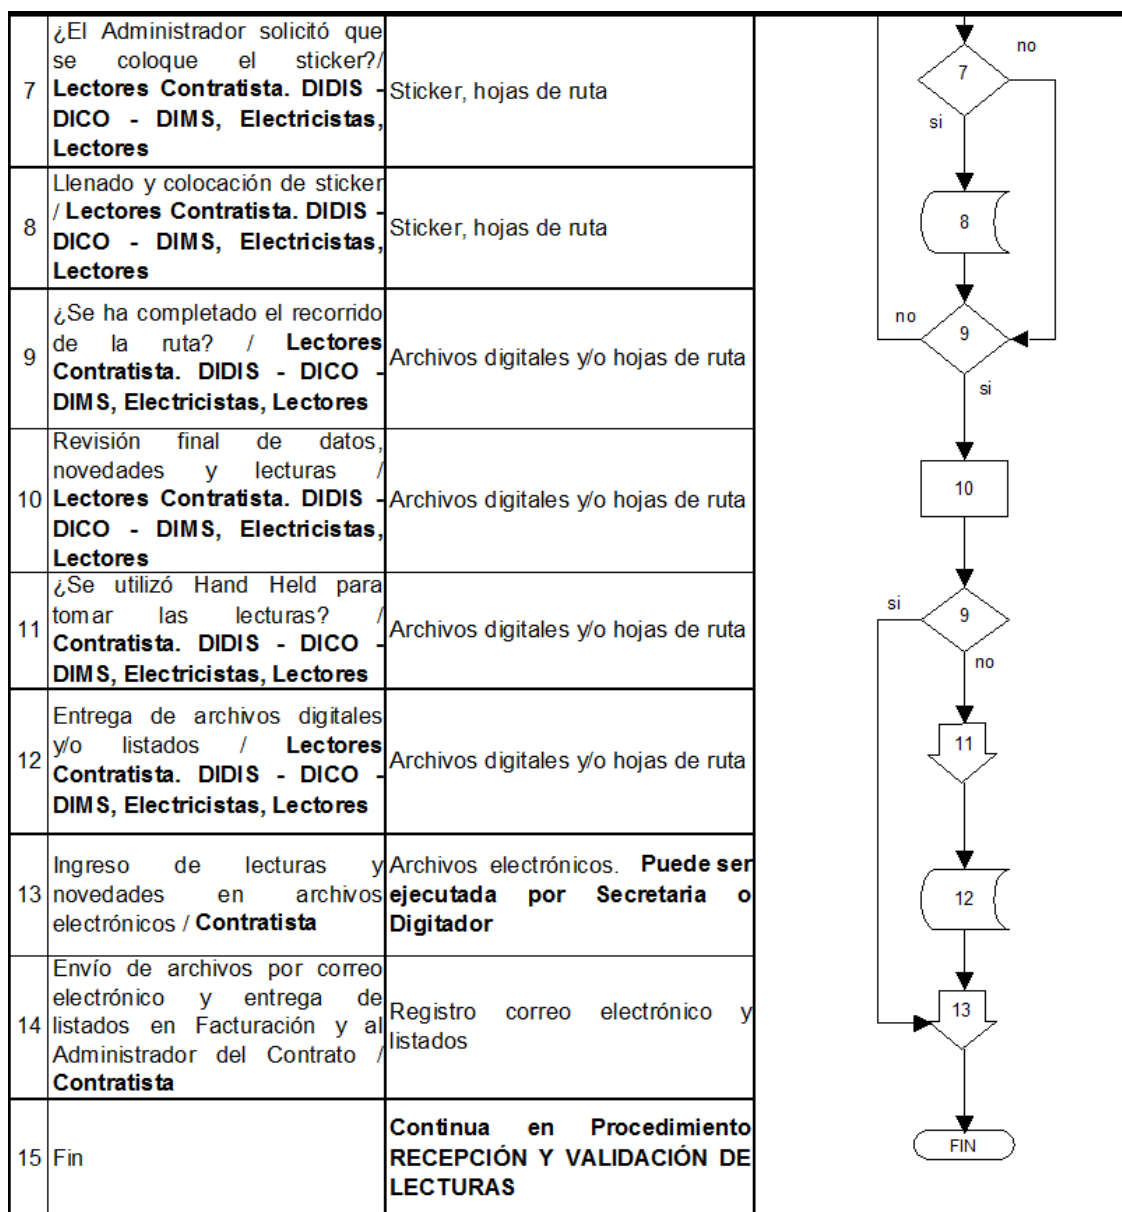 7
¿El Administrador solicitó que
se coloque el sticker?/
Lectores Contratista. DIDIS -
DICO - DIMS, Electricistas,
Lectores
Sticker, hojas de ruta
8
Llenado y colocación de sticker
/ Lectores Contratista. DIDIS -
DICO - DIMS, Electricistas,
Lectores
Sticker, hojas de ruta
9
¿Se ha completado el recorrido
de la ruta? / Lectores
Contratista. DIDIS - DICO -
DIMS, Electricistas, Lectores
Archivos digitales y/o hojas de ruta
10
Revisión final de datos,
novedades y lecturas /
Lectores Contratista. DIDIS -
DICO - DIMS, Electricistas,
Lectores
Archivos digitales y/o hojas de ruta
11
¿Se utilizó Hand Held para
tomar las lecturas? /
Contratista. DIDIS - DICO -
DIMS, Electricistas, Lectores
Archivos digitales y/o hojas de ruta
12
Entrega de archivos digitales
y/o listados / Lectores
Contratista. DIDIS - DICO -
DIMS, Electricistas, Lectores
Archivos digitales y/o hojas de ruta
13
Ingreso de lecturas y
novedades en archivos
electrónicos / Contratista
Archivos electrónicos. Puede ser
ejecutada por Secretaria o
Digitador
14
Envío de archivos por correo
electrónico y entrega de
listados en Facturación y al
Administrador del Contrato /
Contratista
Registro correo electrónico y
listados
15
Fin
Continua en Procedimiento
RECEPCIÓN Y VALIDACIÓN DE
LECTURAS
no
7
si
8
no
9
si
10
si
9
no
11
12
13
FIN